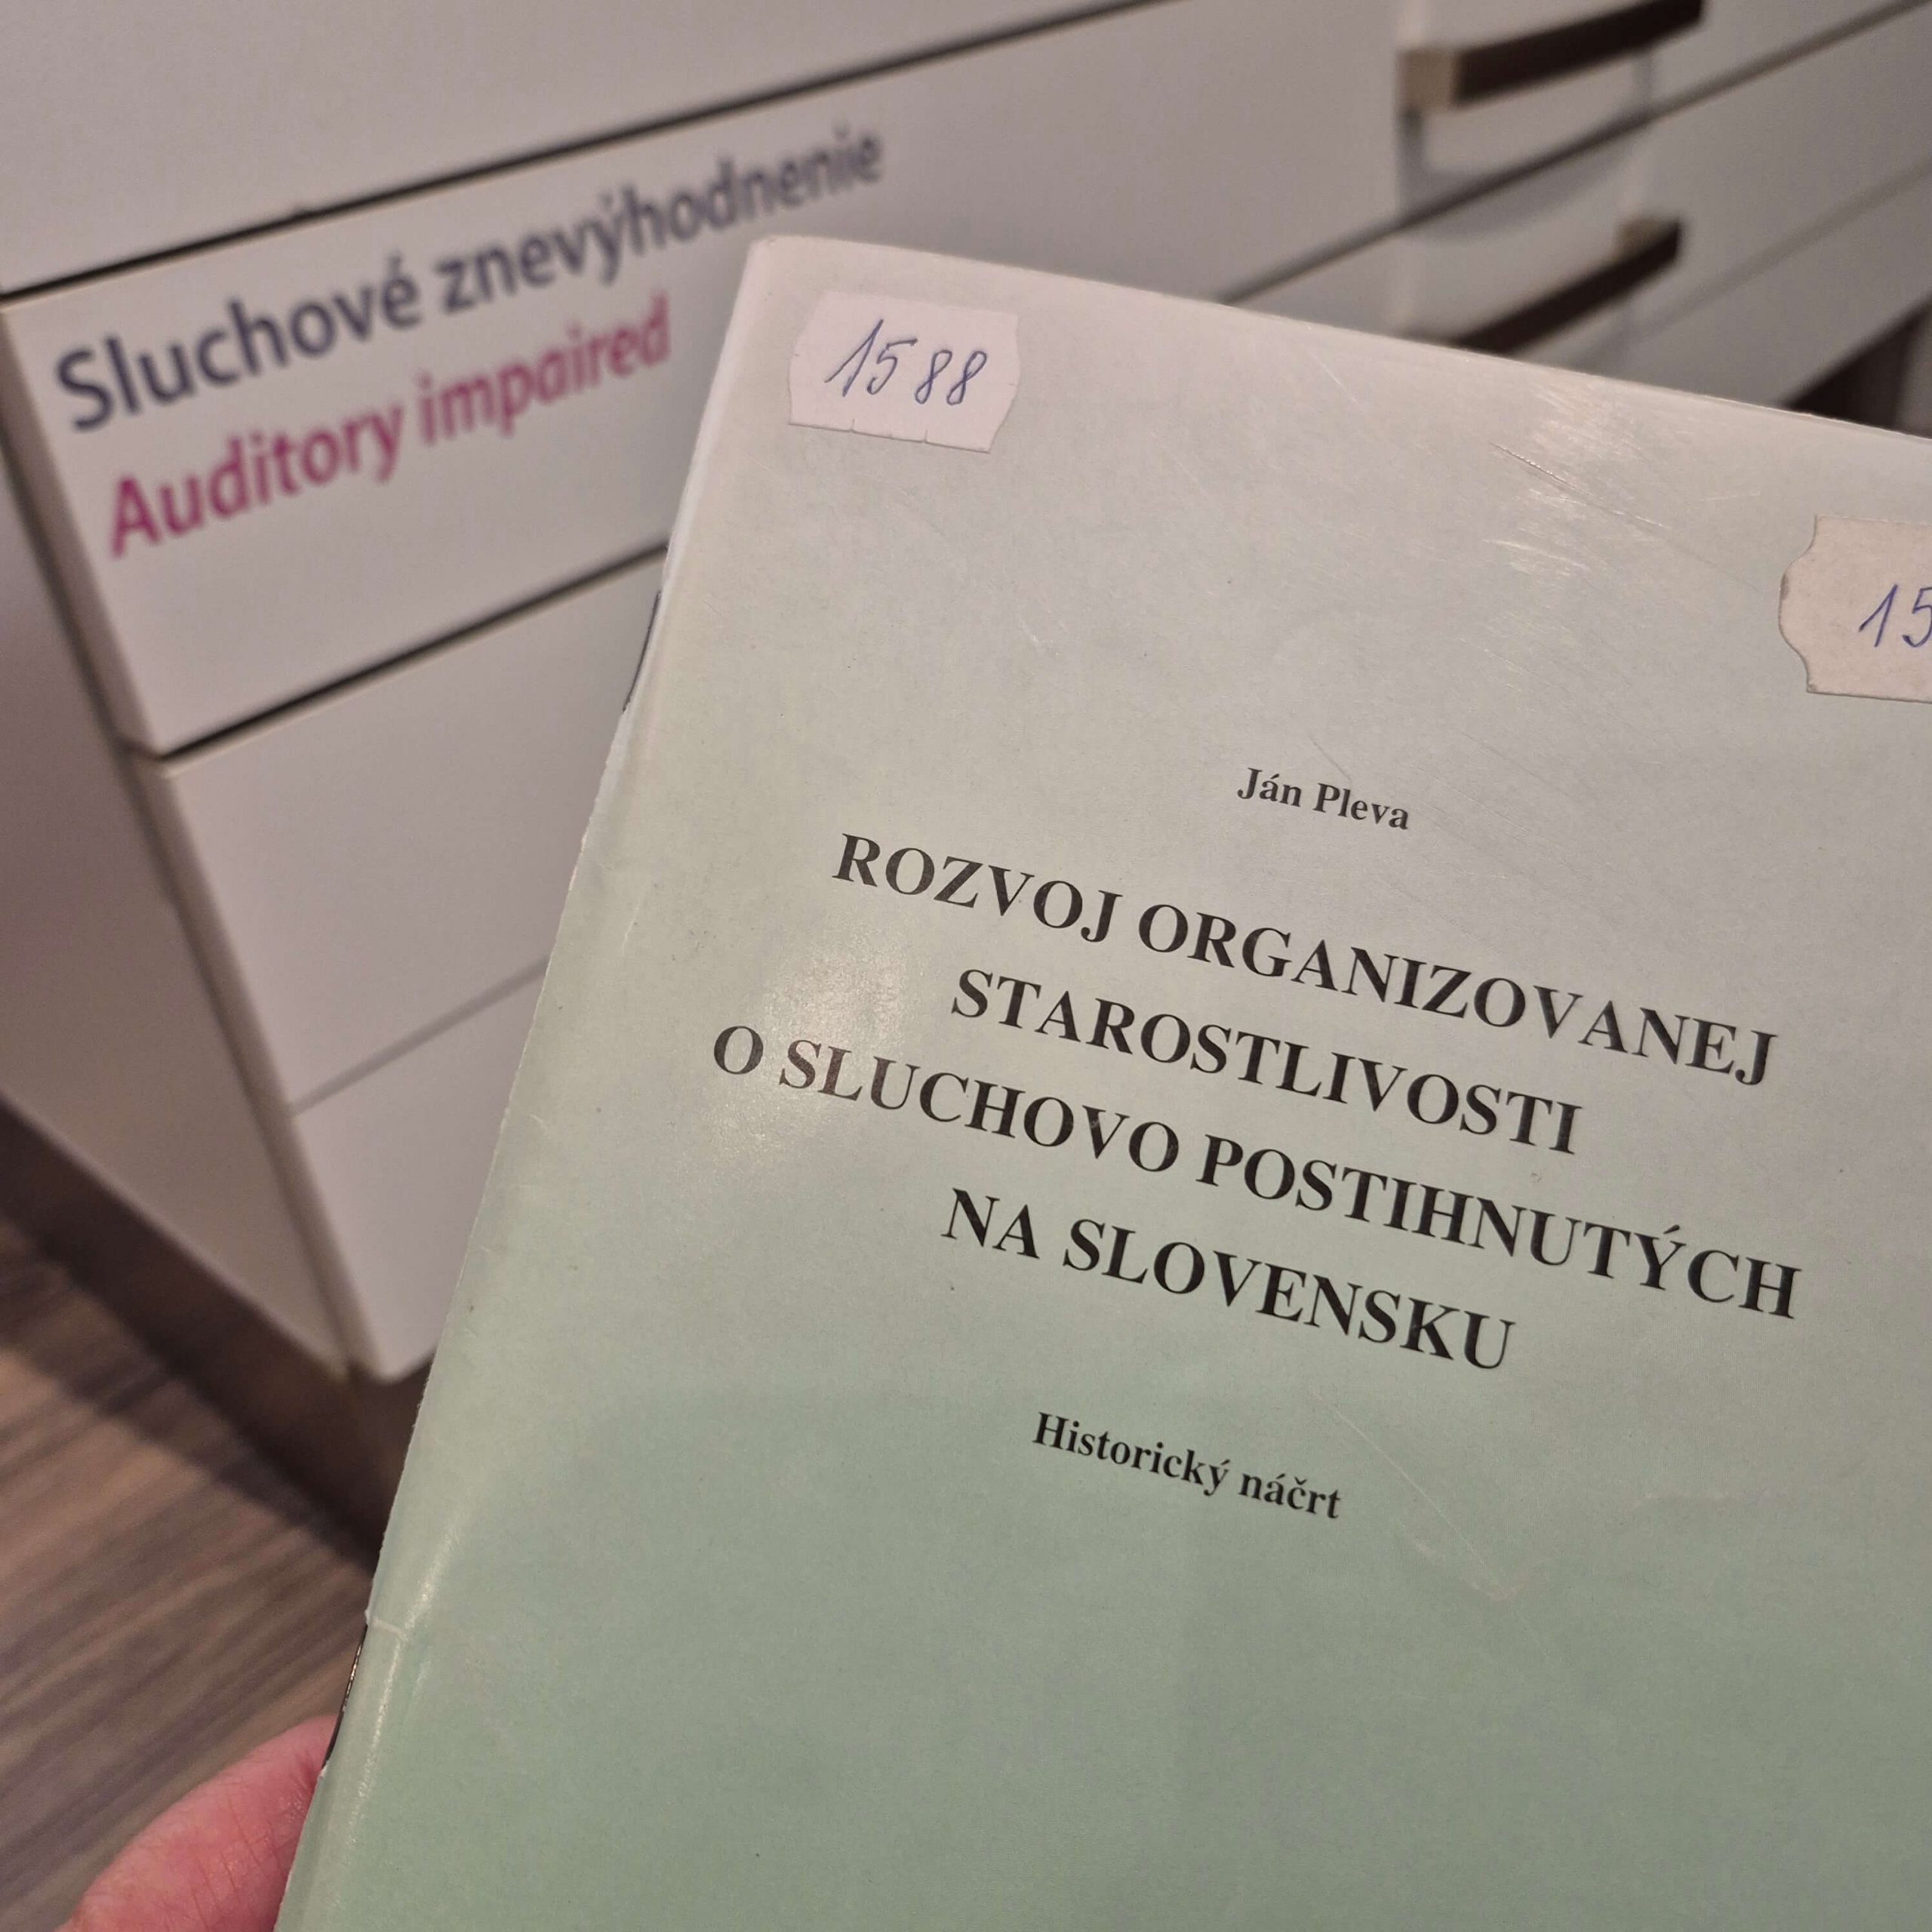 Sluchové znevýhodnenie
Auditory impaired
1588
15
Ján Pleva
ROZVOJ ORGANIZOVANEJ
STAROSTLIVOSTI
O SLUCHOVO POSTIHNUTÝCH
NA SLOVENSKU
Historický náčrt